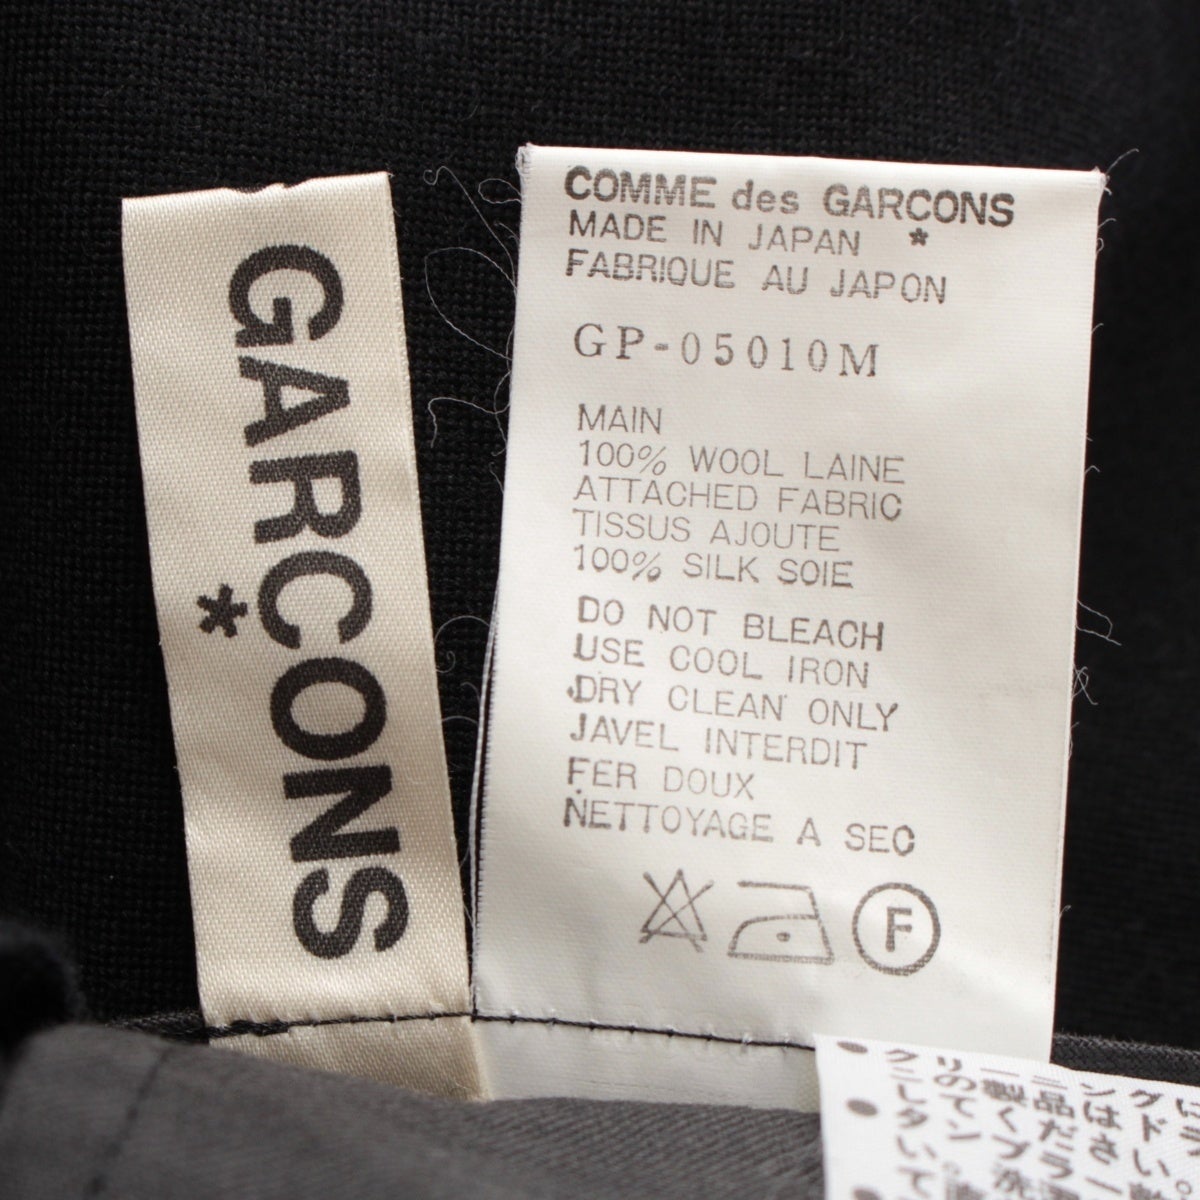 GARCONS
*
COMME des GARCONS
*
MADE IN JAPAN
FABRIQUE AU JAPON
GP-05010M
MAIN
100% WOOL LAINE
ATTACHED FABRIC
TISSUS AJOUTE
100% SILK SOIE
DO NOT BLEACH
USE COOL IRON
DRY CLEAN ONLY
JAVEL INTERDIT
FER DOUX
NETTOYAGE A SEC
F